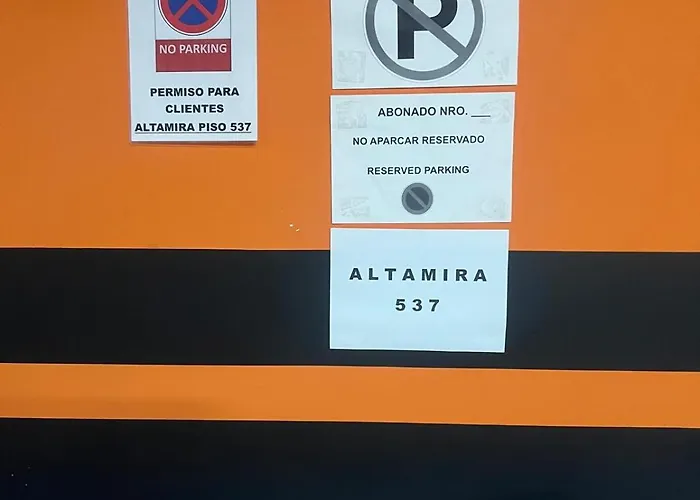 NO PARKING
PERMISO PARA
CLIENTES
ALTAMIRA PISO 537
P
ABONADO NRO. ___
NO APARCAR RESERVADO
RESERVED PARKING
ALTAMIRA
537